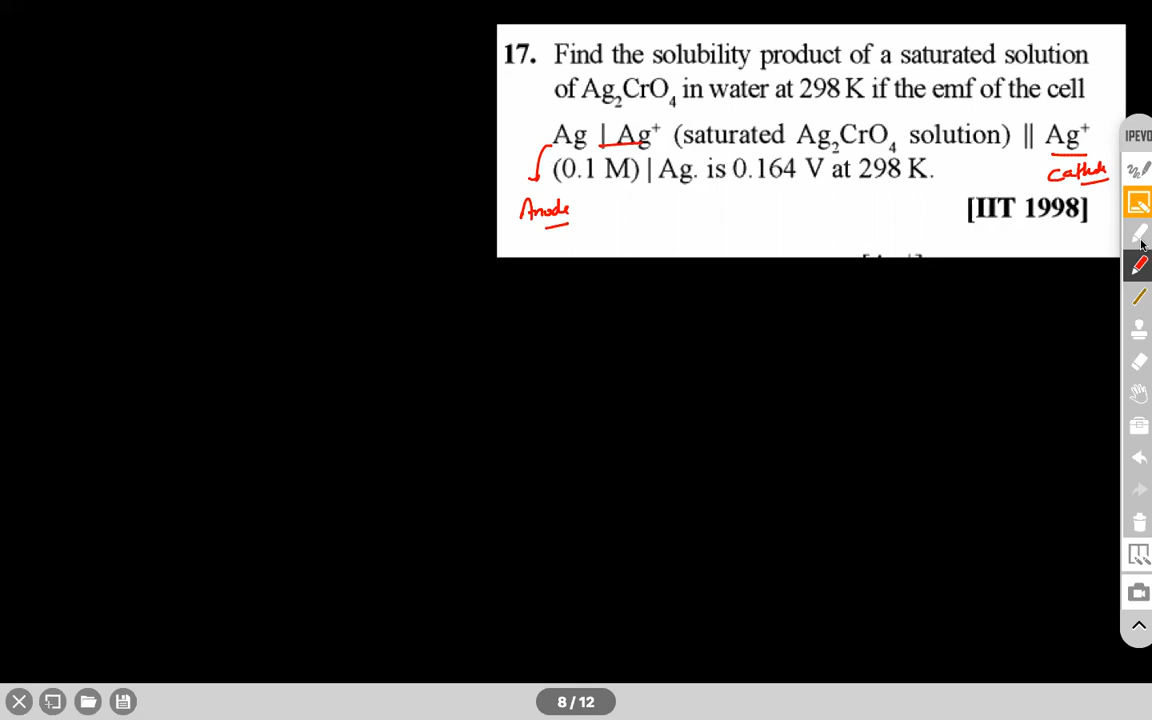 17. Find the solubility product of a saturated solution
of Ag₂CrO₄ in water at 298 K if the emf of the cell
Ag | Ag⁺ (saturated Ag₂CrO₄ solution) || Ag⁺
(0.1 M) | Ag. is 0.164 V at 298 K.
Cathode
Anode
[IIT 1998]
IPEVO
8 / 12